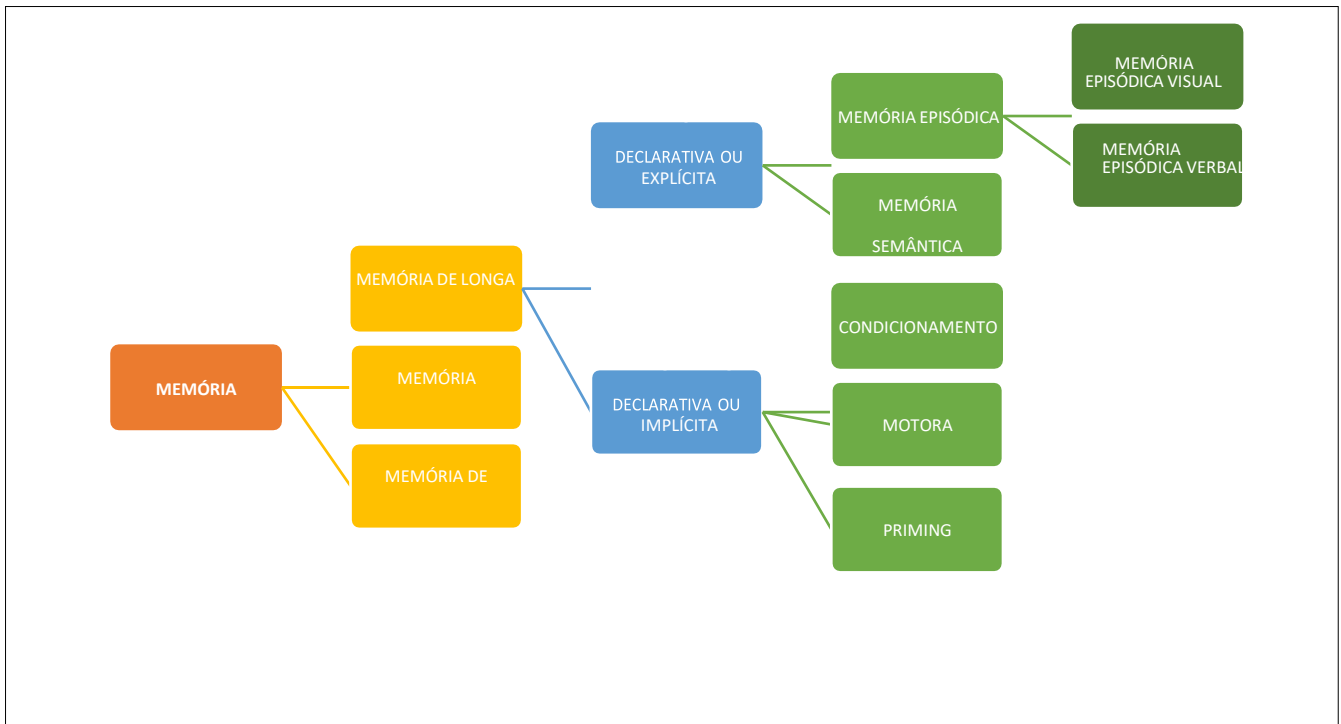 MEMÓRIA
MEMÓRIA DE LONGA
MEMÓRIA
MEMÓRIA DE
DECLARATIVA OU
EXPLÍCITA
DECLARATIVA OU
IMPLÍCITA
MEMÓRIA EPISÓDICA
MEMÓRIA
SEMÂNTICA
CONDICIONAMENTO
MOTORA
PRIMING
MEMÓRIA
EPISÓDICA VISUAL
MEMÓRIA
EPISÓDICA VERBAL